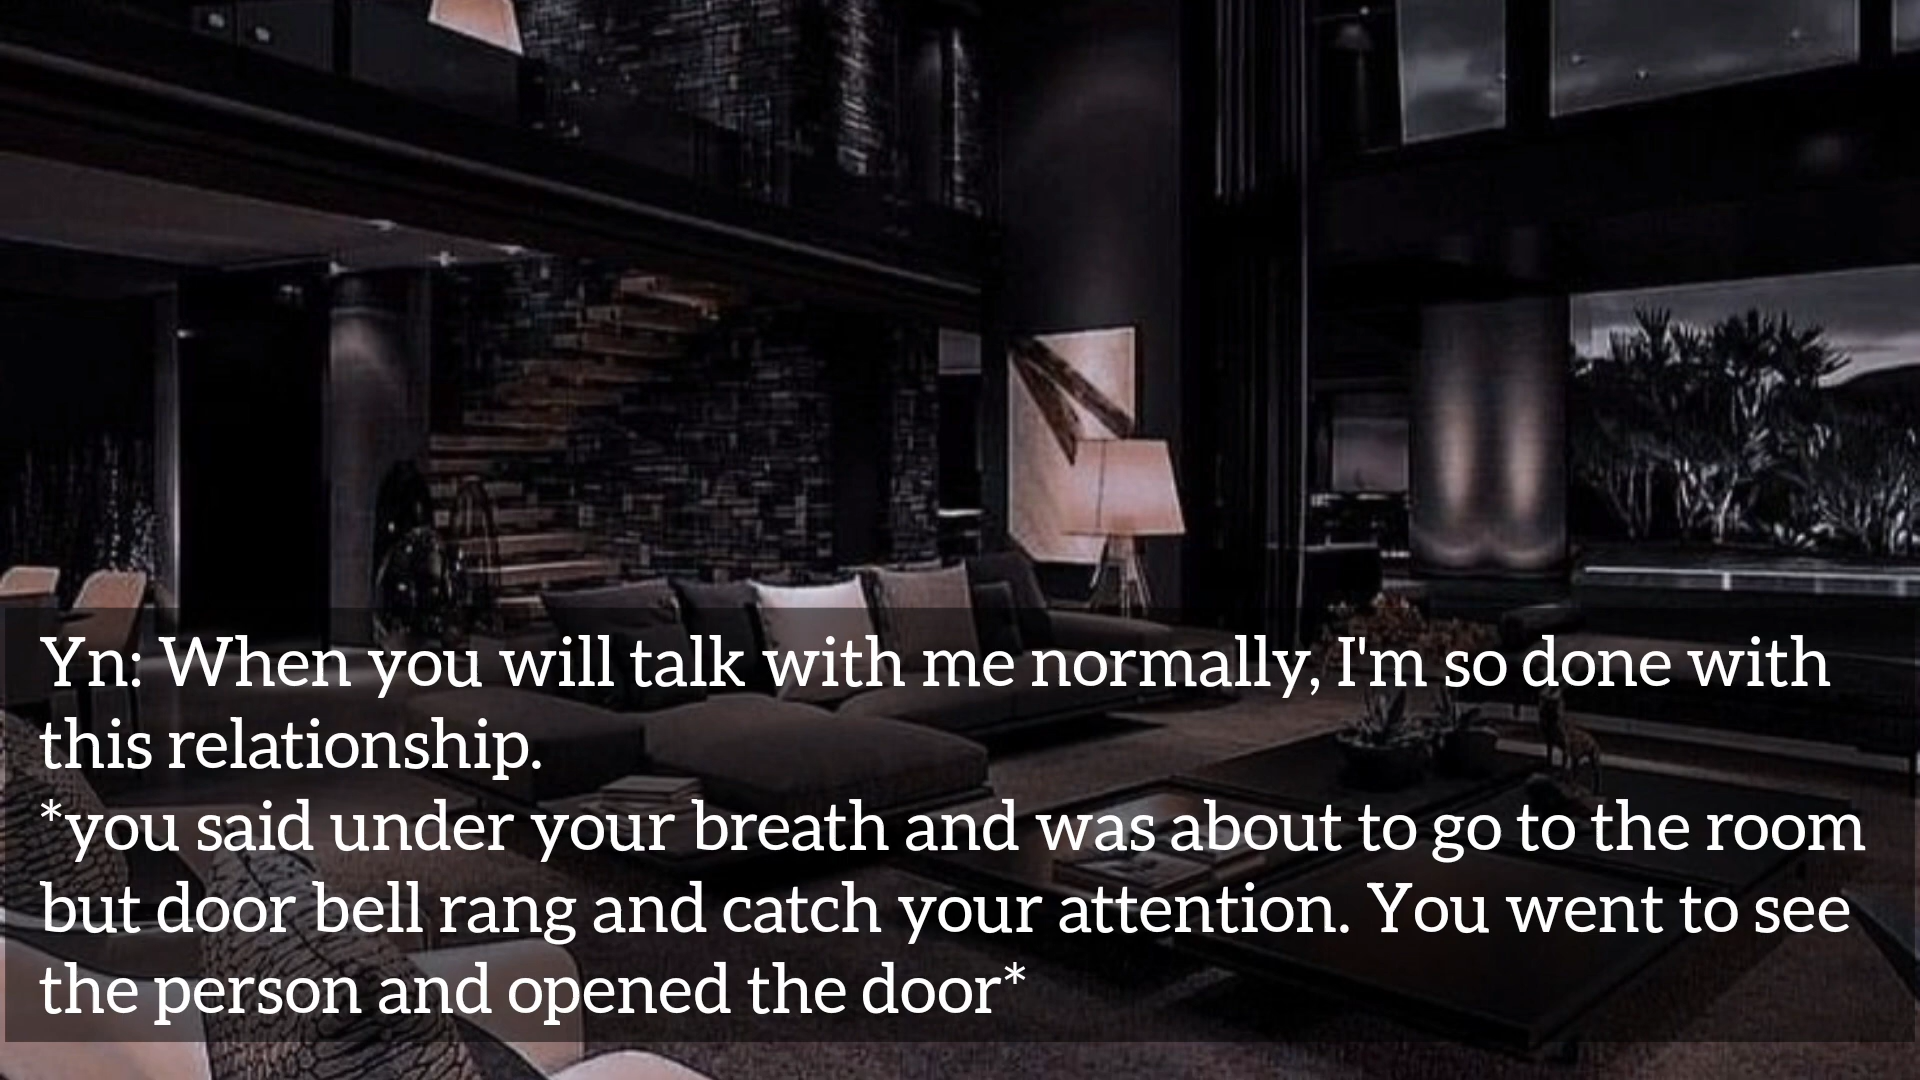 Yn: When you will talk with me normally, I'm so done with
this relationship.
*you said under your breath and was about to go to the room
but door bell rang and catch your attention. You went to see
the person and opened the door*